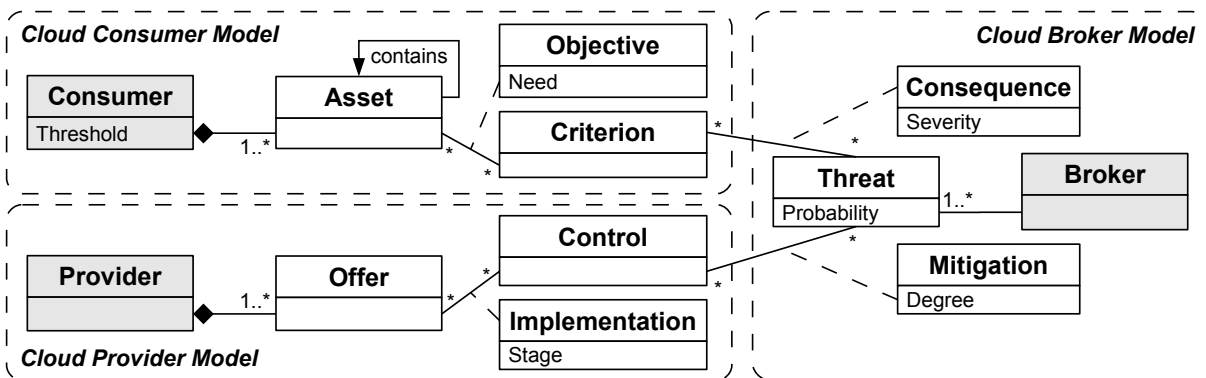 Cloud Consumer Model
Consumer
Threshold
1..*
Asset
contains
*
*
Objective
Need
Criterion
*
Cloud Provider Model
Provider
1..*
Offer
*
*
Control
*
Implementation
Stage
Cloud Broker Model
Consequence
Severity
*
Threat
Probability
*
1..*
Broker
Mitigation
Degree